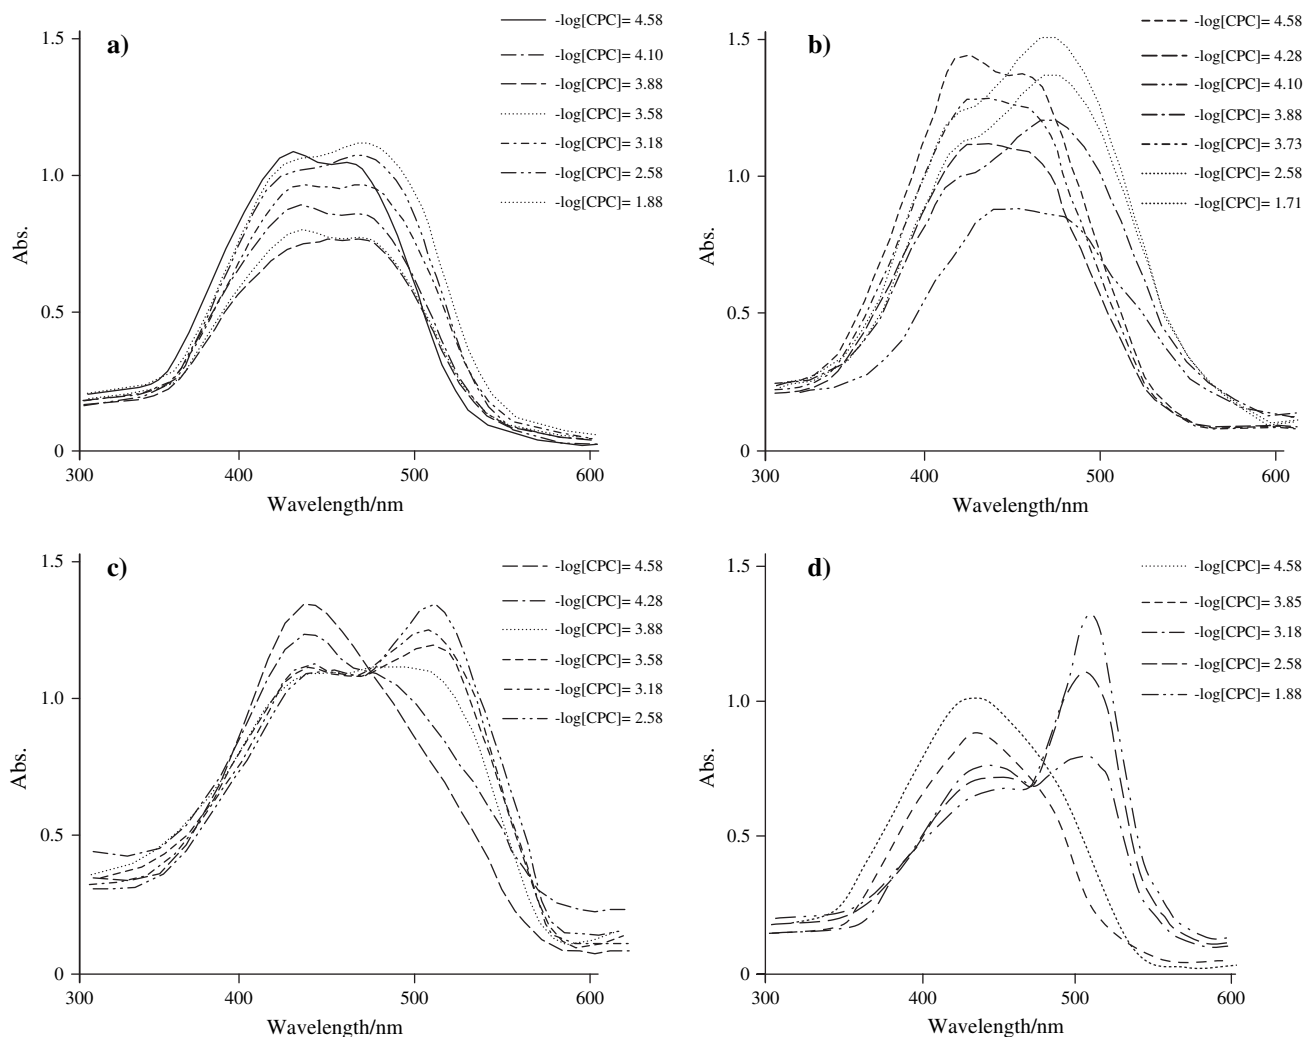 a)
-log[CPC]= 4.58
-log[CPC]= 4.10
-log[CPC]= 3.88
-log[CPC]= 3.58
-log[CPC]= 3.18
-log[CPC]= 2.58
-log[CPC]= 1.88
1.5
1.0
0.5
0
Abs.
300
400
500
600
Wavelength/nm
b)
-log[CPC]= 4.58
-log[CPC]= 4.28
-log[CPC]= 4.10
-log[CPC]= 3.88
-log[CPC]= 3.73
-log[CPC]= 2.58
-log[CPC]= 1.71
1.5
1.0
0.5
0
Abs.
300
400
500
600
Wavelength/nm
c)
-log[CPC]= 4.58
-log[CPC]= 4.28
-log[CPC]= 3.88
-log[CPC]= 3.58
-log[CPC]= 3.18
-log[CPC]= 2.58
1.5
1.0
0.5
0
Abs.
300
400
500
600
Wavelength/nm
d)
-log[CPC]= 4.58
-log[CPC]= 3.85
-log[CPC]= 3.18
-log[CPC]= 2.58
-log[CPC]= 1.88
1.5
1.0
0.5
0
Abs.
300
400
500
600
Wavelength/nm